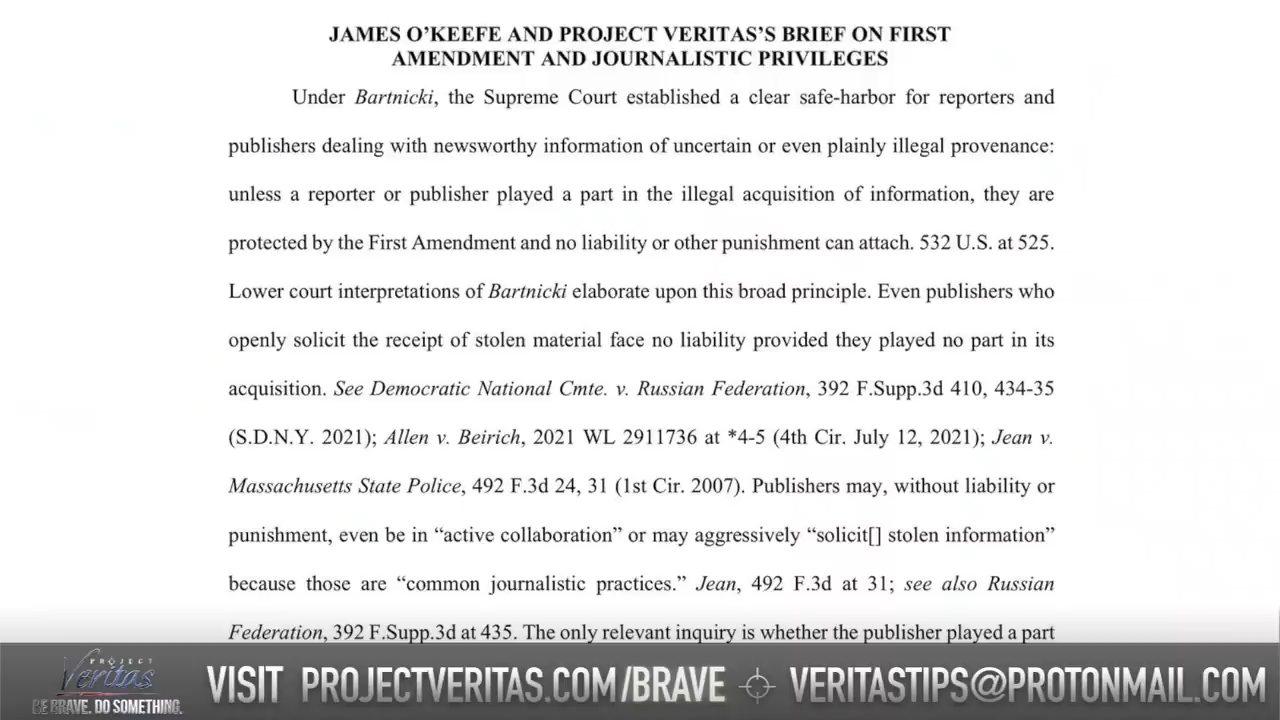 JAMES O’KEEFE AND PROJECT VERITAS’S BRIEF ON FIRST
AMENDMENT AND JOURNALISTIC PRIVILEGES
Under Bartnicki, the Supreme Court established a clear safe-harbor for reporters and
publishers dealing with newsworthy information of uncertain or even plainly illegal provenance:
unless a reporter or publisher played a part in the illegal acquisition of information, they are
protected by the First Amendment and no liability or other punishment can attach. 532 U.S. at 525.
Lower court interpretations of Bartnicki elaborate upon this broad principle. Even publishers who
openly solicit the receipt of stolen material face no liability provided they played no part in its
acquisition. See Democratic National Cmte. v. Russian Federation, 392 F.Supp.3d 410, 434-35
(S.D.N.Y. 2021); Allen v. Beirich, 2021 WL 2911736 at *4-5 (4th Cir. July 12, 2021); Jean v.
Massachusetts State Police, 492 F.3d 24, 31 (1st Cir. 2007). Publishers may, without liability or
punishment, even be in “active collaboration” or may aggressively “solicit[] stolen information”
because those are “common journalistic practices.” Jean, 492 F.3d at 31; see also Russian
Federation, 392 F.Supp.3d at 435. The only relevant inquiry is whether the publisher played a part
PROJECT
Veritas
BE BRAVE. DO SOMETHING.
VISIT PROJECTVERITAS.COM/BRAVE VERITASTIPS@PROTONMAIL.COM